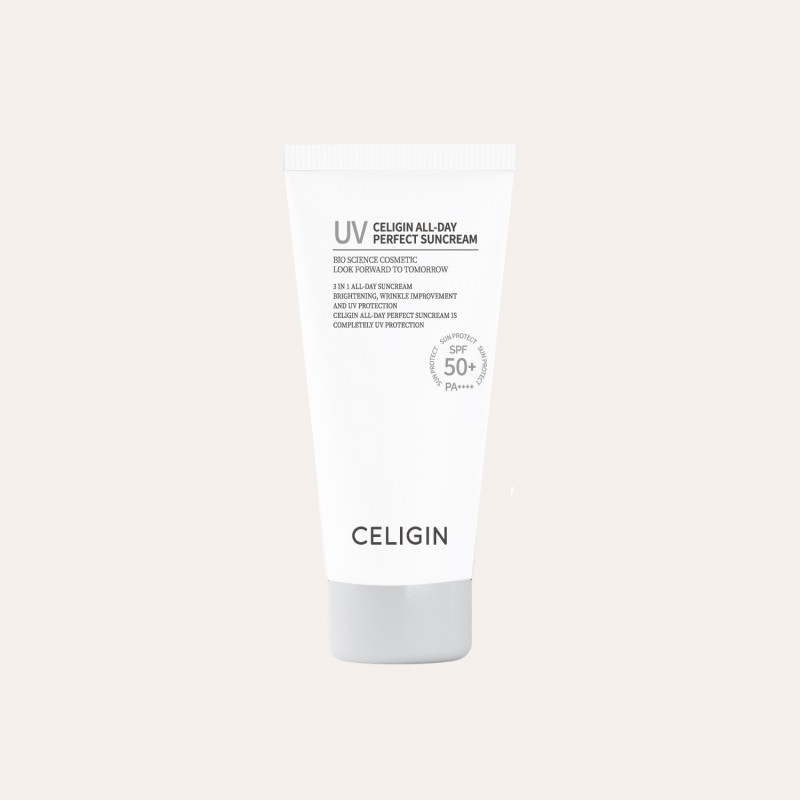 UV CELIGIN ALL-DAY
PERFECT SUNCREAM
BIO SCIENCE COSMETIC
LOOK FORWARD TO TOMORROW
3 IN 1 ALL-DAY SUNCREAM
BRIGHTENING, WRINKLE IMPROVEMENT
AND UV PROTECTION
CELIGIN ALL-DAY PERFECT SUNCREAM IS
COMPLETELY UV PROTECTION
SUN PROTECT SUN PROTECT SUN PROTECT
SPF
50+
PA++++
CELIGIN